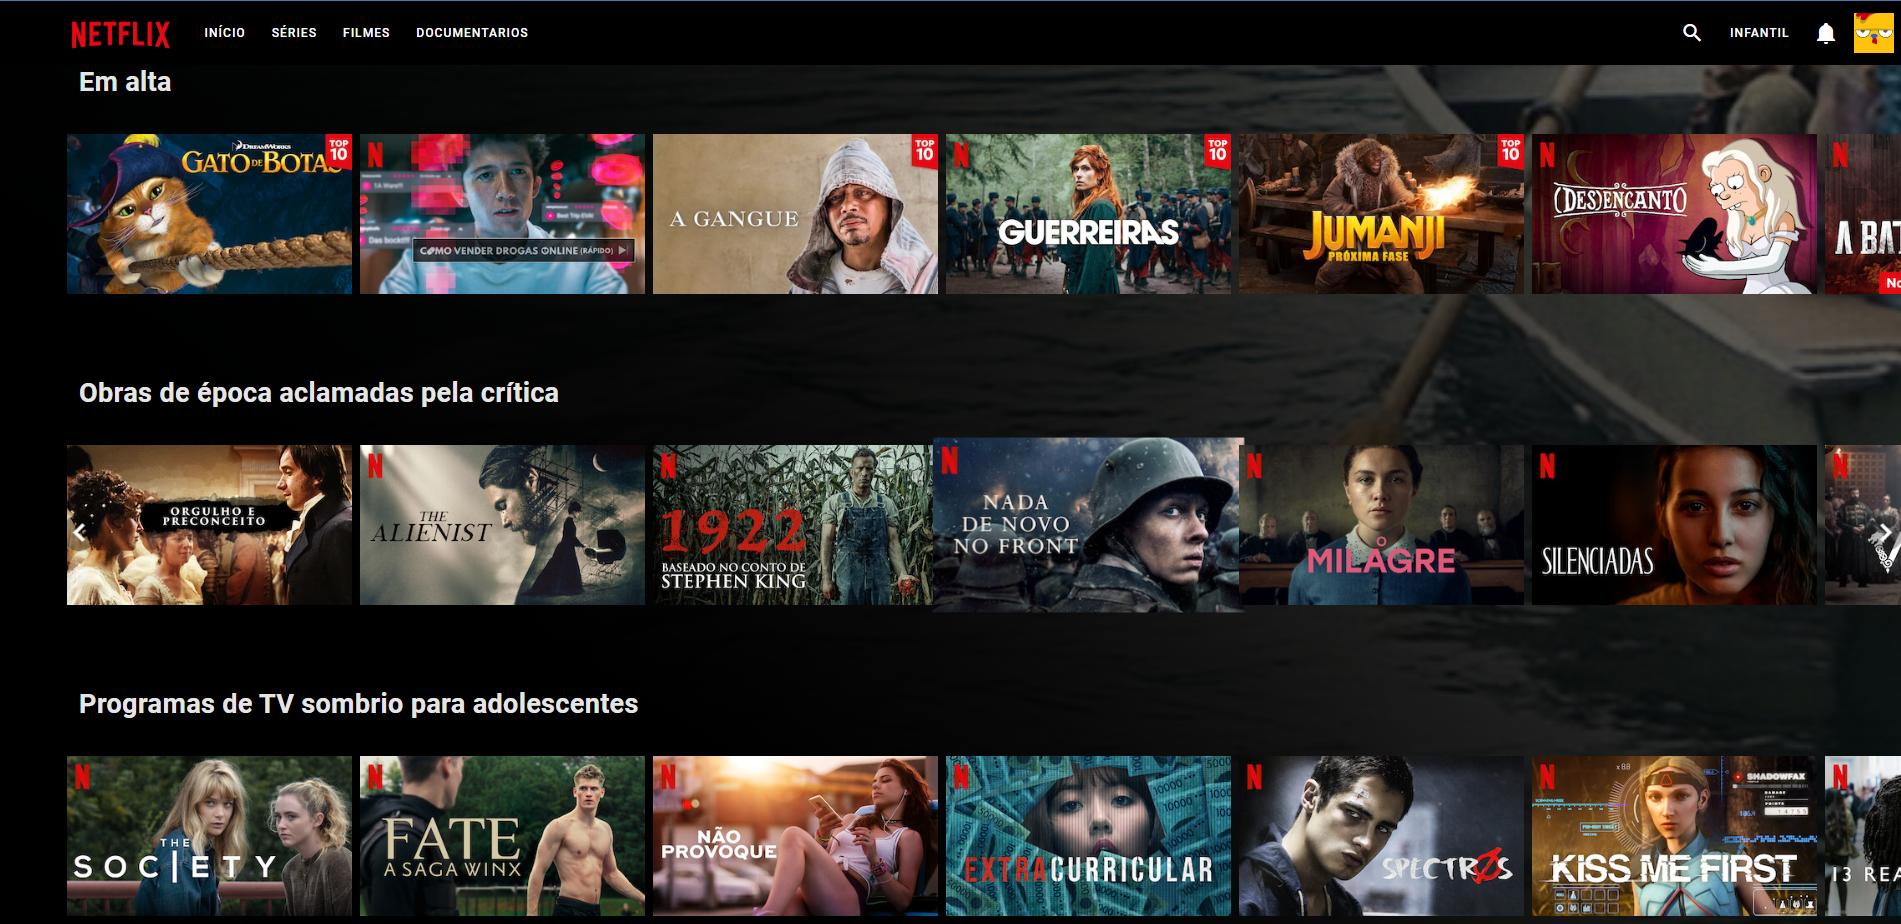 NETFLIX INÍCIO SÉRIES FILMES DOCUMENTARIOS INFANTIL
Em alta
DREAMWORKS
GATO DE BOTAS
TOP 10
N
COMO VENDER DROGAS ONLINE (RÁPIDO)
A GANGUE
TOP 10
N
GUERREIRAS
TOP 10
JUMANJI
PRÓXIMA FASE
TOP 10
N
(DES)ENCANTO
N
A BAT
No
Obras de época aclamadas pela crítica
ORGULHO E
PRECONCEITO
N
THE
ALIENIST
N
1922
BASEADO NO CONTO DE
STEPHEN KING
N
NADA
DE NOVO
NO FRONT
N
O
MILAGRE
N
SILENCIADAS
N
Programas de TV sombrio para adolescentes
N
THE
SOCIETY
N
FATE
A SAGA WINX
N
NÃO
PROVOQUE
N
EXTRACURRICULAR
N
SPECTROS
N
SHADOWFAX
KISS ME FIRST
N
13 REA